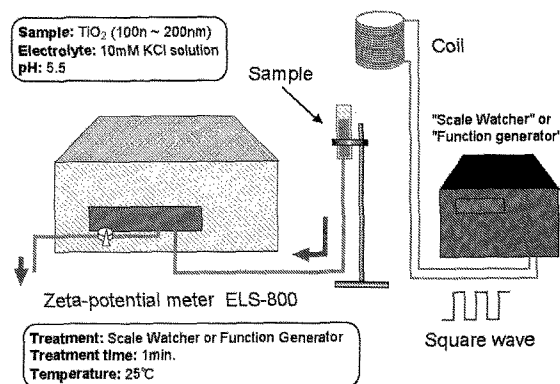 Sample: TiO₂ (100n ~ 200nm)
Electrolyte: 10mM KCl solution
pH: 5.5
Coil
Sample
"Scale Watcher" or
"Function generator"
Zeta-potential meter ELS-800
Square wave
Treatment: Scale Watcher or Function Generator
Treatment time: 1min.
Temperature: 25℃